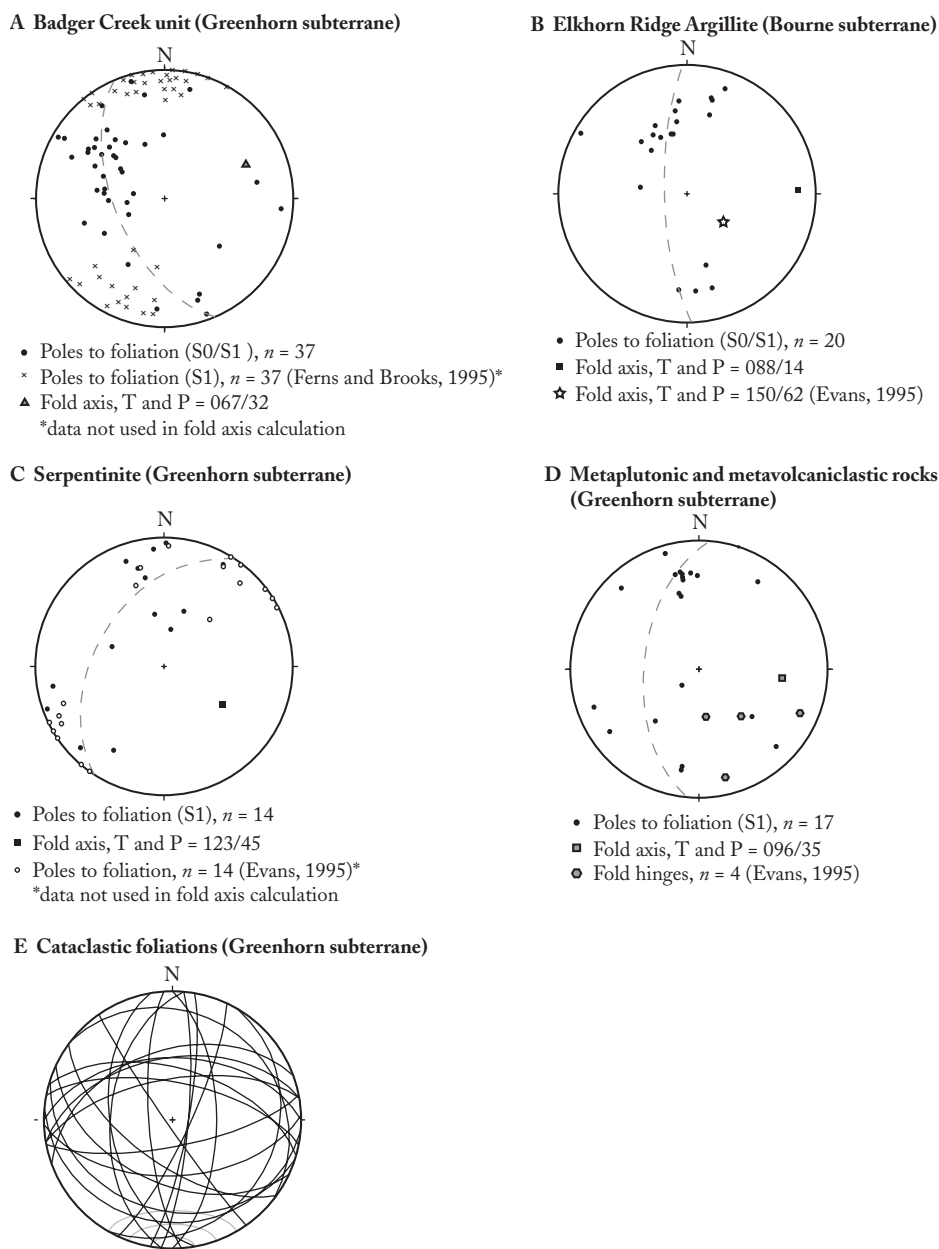 A Badger Creek unit (Greenhorn subterrane)
N
• Poles to foliation (S0/S1 ), n = 37
× Poles to foliation (S1), n = 37 (Ferns and Brooks, 1995)*
Fold axis, T and P = 067/32
*data not used in fold axis calculation
B Elkhorn Ridge Argillite (Bourne subterrane)
N
• Poles to foliation (S0/S1), n = 20
■ Fold axis, T and P = 088/14
☆ Fold axis, T and P = 150/62 (Evans, 1995)
C Serpentinite (Greenhorn subterrane)
N
• Poles to foliation (S1), n = 14
■ Fold axis, T and P = 123/45
Poles to foliation, n = 14 (Evans, 1995)*
*data not used in fold axis calculation
D Metaplutonic and metavolcaniclastic rocks
(Greenhorn subterrane)
N
• Poles to foliation (S1), n = 17
Fold axis, T and P = 096/35
Fold hinges, n = 4 (Evans, 1995)
E Cataclastic foliations (Greenhorn subterrane)
N